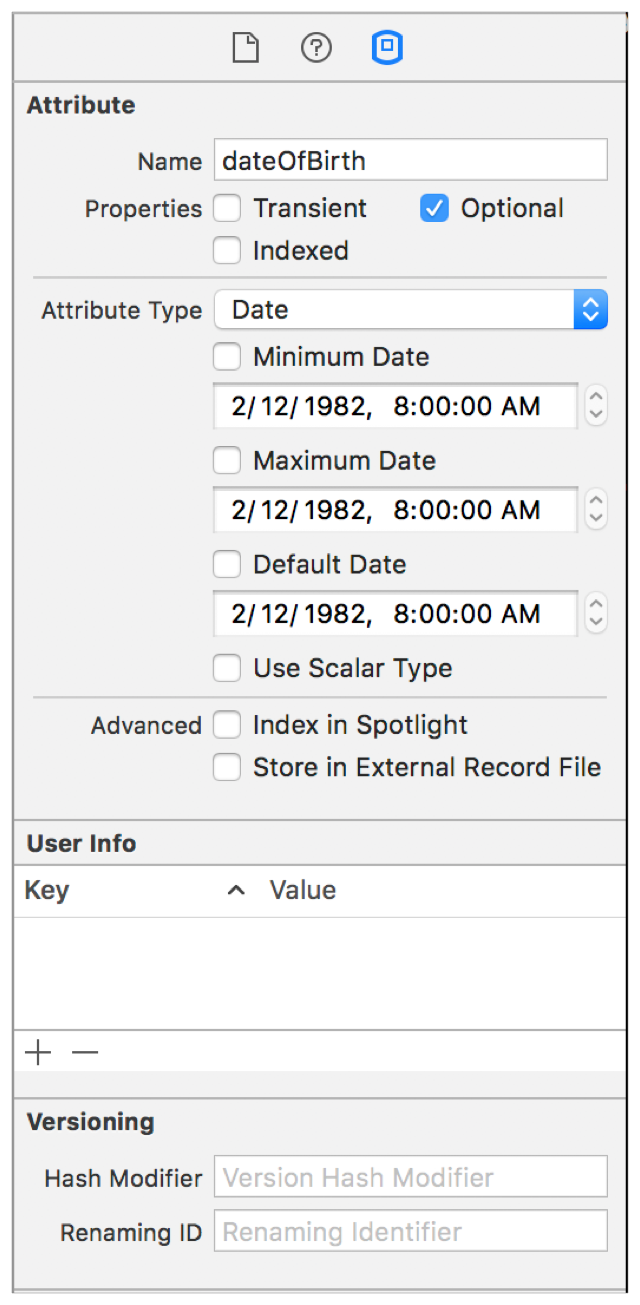 Attribute
Name dateOfBirth
Properties Transient Optional
Indexed
Attribute Type Date
Minimum Date
2/12/1982, 8:00:00 AM
Maximum Date
2/12/1982, 8:00:00 AM
Default Date
2/12/1982, 8:00:00 AM
Use Scalar Type
Advanced Index in Spotlight
Store in External Record File
User Info
Key Value
Versioning
Hash Modifier Version Hash Modifier
Renaming ID Renaming Identifier